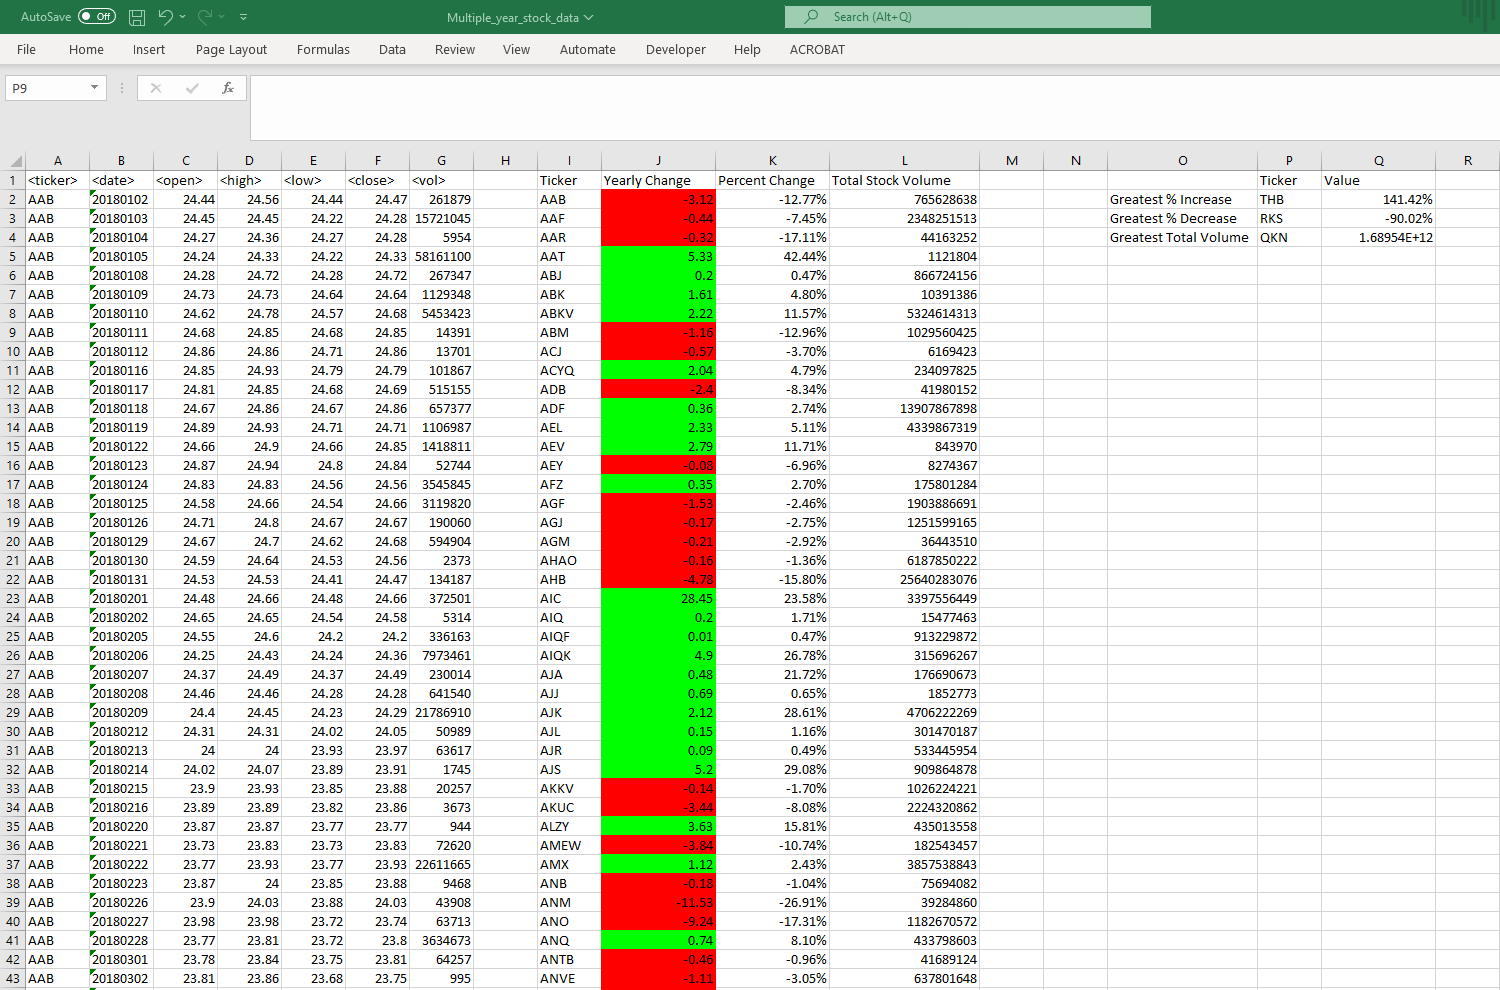 AutoSave Off Multiple_year_stock_data Search (Alt+Q)
File Home Insert Page Layout Formulas Data Review View Automate Developer Help ACROBAT
P9 fx
A B C D E F G H I J K L M N O P Q R
1 <ticker> <date> <open> <high> <low> <close> <vol> Ticker Yearly Change Percent Change Total Stock Volume Ticker Value
2 AAB 20180102 24.44 24.56 24.44 24.47 261879 AAB -3.12 -12.77% 765628638 Greatest % Increase THB 141.42%
3 AAB 20180103 24.45 24.45 24.22 24.28 15721045 AAF -0.44 -7.45% 2348251513 Greatest % Decrease RKS -90.02%
4 AAB 20180104 24.27 24.36 24.27 24.28 5954 AAR -0.32 -17.11% 44163252 Greatest Total Volume QKN 1.68954E+12
5 AAB 20180105 24.24 24.33 24.22 24.33 58161100 AAT 5.33 42.44% 1121804
6 AAB 20180108 24.28 24.72 24.28 24.72 267347 ABJ 0.2 0.47% 866724156
7 AAB 20180109 24.73 24.73 24.64 24.64 1129348 ABK 1.61 4.80% 10391386
8 AAB 20180110 24.62 24.78 24.57 24.68 5453423 ABKV 2.22 11.57% 5324614313
9 AAB 20180111 24.68 24.85 24.68 24.85 14391 ABM -1.16 -12.96% 1029560425
10 AAB 20180112 24.86 24.86 24.71 24.86 13701 ACJ -0.57 -3.70% 6169423
11 AAB 20180116 24.85 24.93 24.79 24.79 101867 ACYQ 2.04 4.79% 234097825
12 AAB 20180117 24.81 24.85 24.68 24.69 515155 ADB -2.4 -8.34% 41980152
13 AAB 20180118 24.67 24.86 24.67 24.86 657377 ADF 0.36 2.74% 13907867898
14 AAB 20180119 24.89 24.93 24.71 24.71 1106987 AEL 2.33 5.11% 4339867319
15 AAB 20180122 24.66 24.9 24.66 24.85 1418811 AEV 2.79 11.71% 843970
16 AAB 20180123 24.87 24.94 24.8 24.84 52744 AEY -0.08 -6.96% 8274367
17 AAB 20180124 24.83 24.83 24.56 24.56 3545845 AFZ 0.35 2.70% 175801284
18 AAB 20180125 24.58 24.66 24.54 24.66 3119820 AGF -1.53 -2.46% 1903886691
19 AAB 20180126 24.71 24.8 24.67 24.67 190060 AGJ -0.17 -2.75% 1251599165
20 AAB 20180129 24.67 24.7 24.62 24.68 594904 AGM -0.21 -2.92% 36443510
21 AAB 20180130 24.59 24.64 24.53 24.56 2373 AHAO -0.16 -1.36% 6187850222
22 AAB 20180131 24.53 24.53 24.41 24.47 134187 AHB -4.78 -15.80% 25640283076
23 AAB 20180201 24.48 24.66 24.48 24.66 372501 AIC 28.45 23.58% 3397556449
24 AAB 20180202 24.65 24.65 24.54 24.58 5314 AIQ 0.2 1.71% 15477463
25 AAB 20180205 24.55 24.6 24.2 24.2 336163 AIQF 0.01 0.47% 913229872
26 AAB 20180206 24.25 24.43 24.24 24.36 7973461 AIQK 4.9 26.78% 315696267
27 AAB 20180207 24.37 24.49 24.37 24.49 230014 AJA 0.48 21.72% 176690673
28 AAB 20180208 24.46 24.46 24.28 24.28 641540 AJJ 0.69 0.65% 1852773
29 AAB 20180209 24.4 24.45 24.23 24.29 21786910 AJK 2.12 28.61% 4706222269
30 AAB 20180212 24.31 24.31 24.02 24.05 50989 AJL 0.15 1.16% 301470187
31 AAB 20180213 24 24 23.93 23.97 63617 AJR 0.09 0.49% 533445954
32 AAB 20180214 24.02 24.07 23.89 23.91 1745 AJS 5.2 29.08% 909864878
33 AAB 20180215 23.9 23.93 23.85 23.88 20257 AKKV -0.14 -1.70% 1026224221
34 AAB 20180216 23.89 23.89 23.82 23.86 3673 AKUC -3.44 -8.08% 2224320862
35 AAB 20180220 23.87 23.87 23.77 23.77 944 ALZY 3.63 15.81% 435013558
36 AAB 20180221 23.73 23.83 23.73 23.83 72620 AMEW -3.84 -10.74% 182543457
37 AAB 20180222 23.77 23.93 23.77 23.93 22611665 AMX 1.12 2.43% 3857538843
38 AAB 20180223 23.87 24 23.85 23.88 9468 ANB -0.18 -1.04% 75694082
39 AAB 20180226 23.9 24.03 23.88 24.03 43908 ANM -11.53 -26.91% 39284860
40 AAB 20180227 23.98 23.98 23.72 23.74 63713 ANO -9.24 -17.31% 1182670572
41 AAB 20180228 23.77 23.81 23.72 23.8 3634673 ANQ 0.74 8.10% 433798603
42 AAB 20180301 23.78 23.84 23.75 23.81 64257 ANTB -0.46 -0.96% 41689124
43 AAB 20180302 23.81 23.86 23.68 23.75 995 ANVE -1.11 -3.05% 637801648